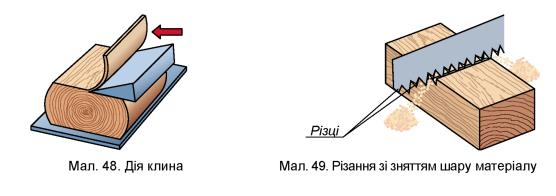 Різці
Мал. 48. Дія клина
Мал. 49. Різання зі зняттям шару матеріалу